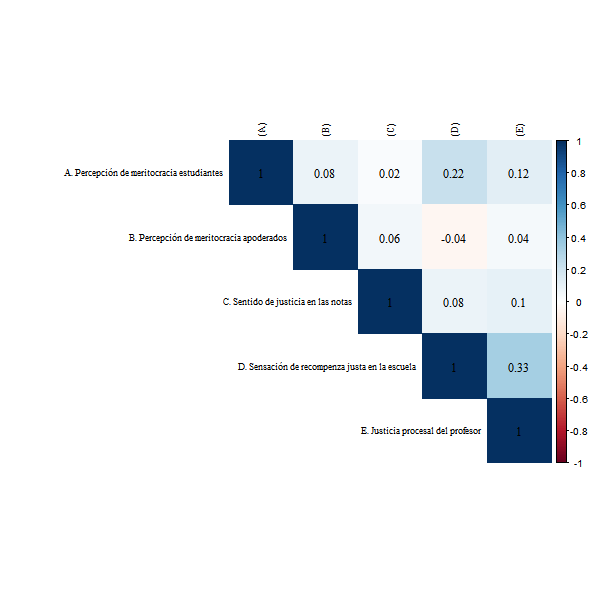 (A) (B) (C) (D) (E)
A. Percepción de meritocracia estudiantes 1 0.08 0.02 0.22 0.12
B. Percepción de meritocracia apoderados 1 0.06 -0.04 0.04
C. Sentido de justicia en las notas 1 0.08 0.1
D. Sensación de recompenza justa en la escuela 1 0.33
E. Justicia procesal del profesor 1
1
0.8
0.6
0.4
0.2
0
-0.2
-0.4
-0.6
-0.8
-1